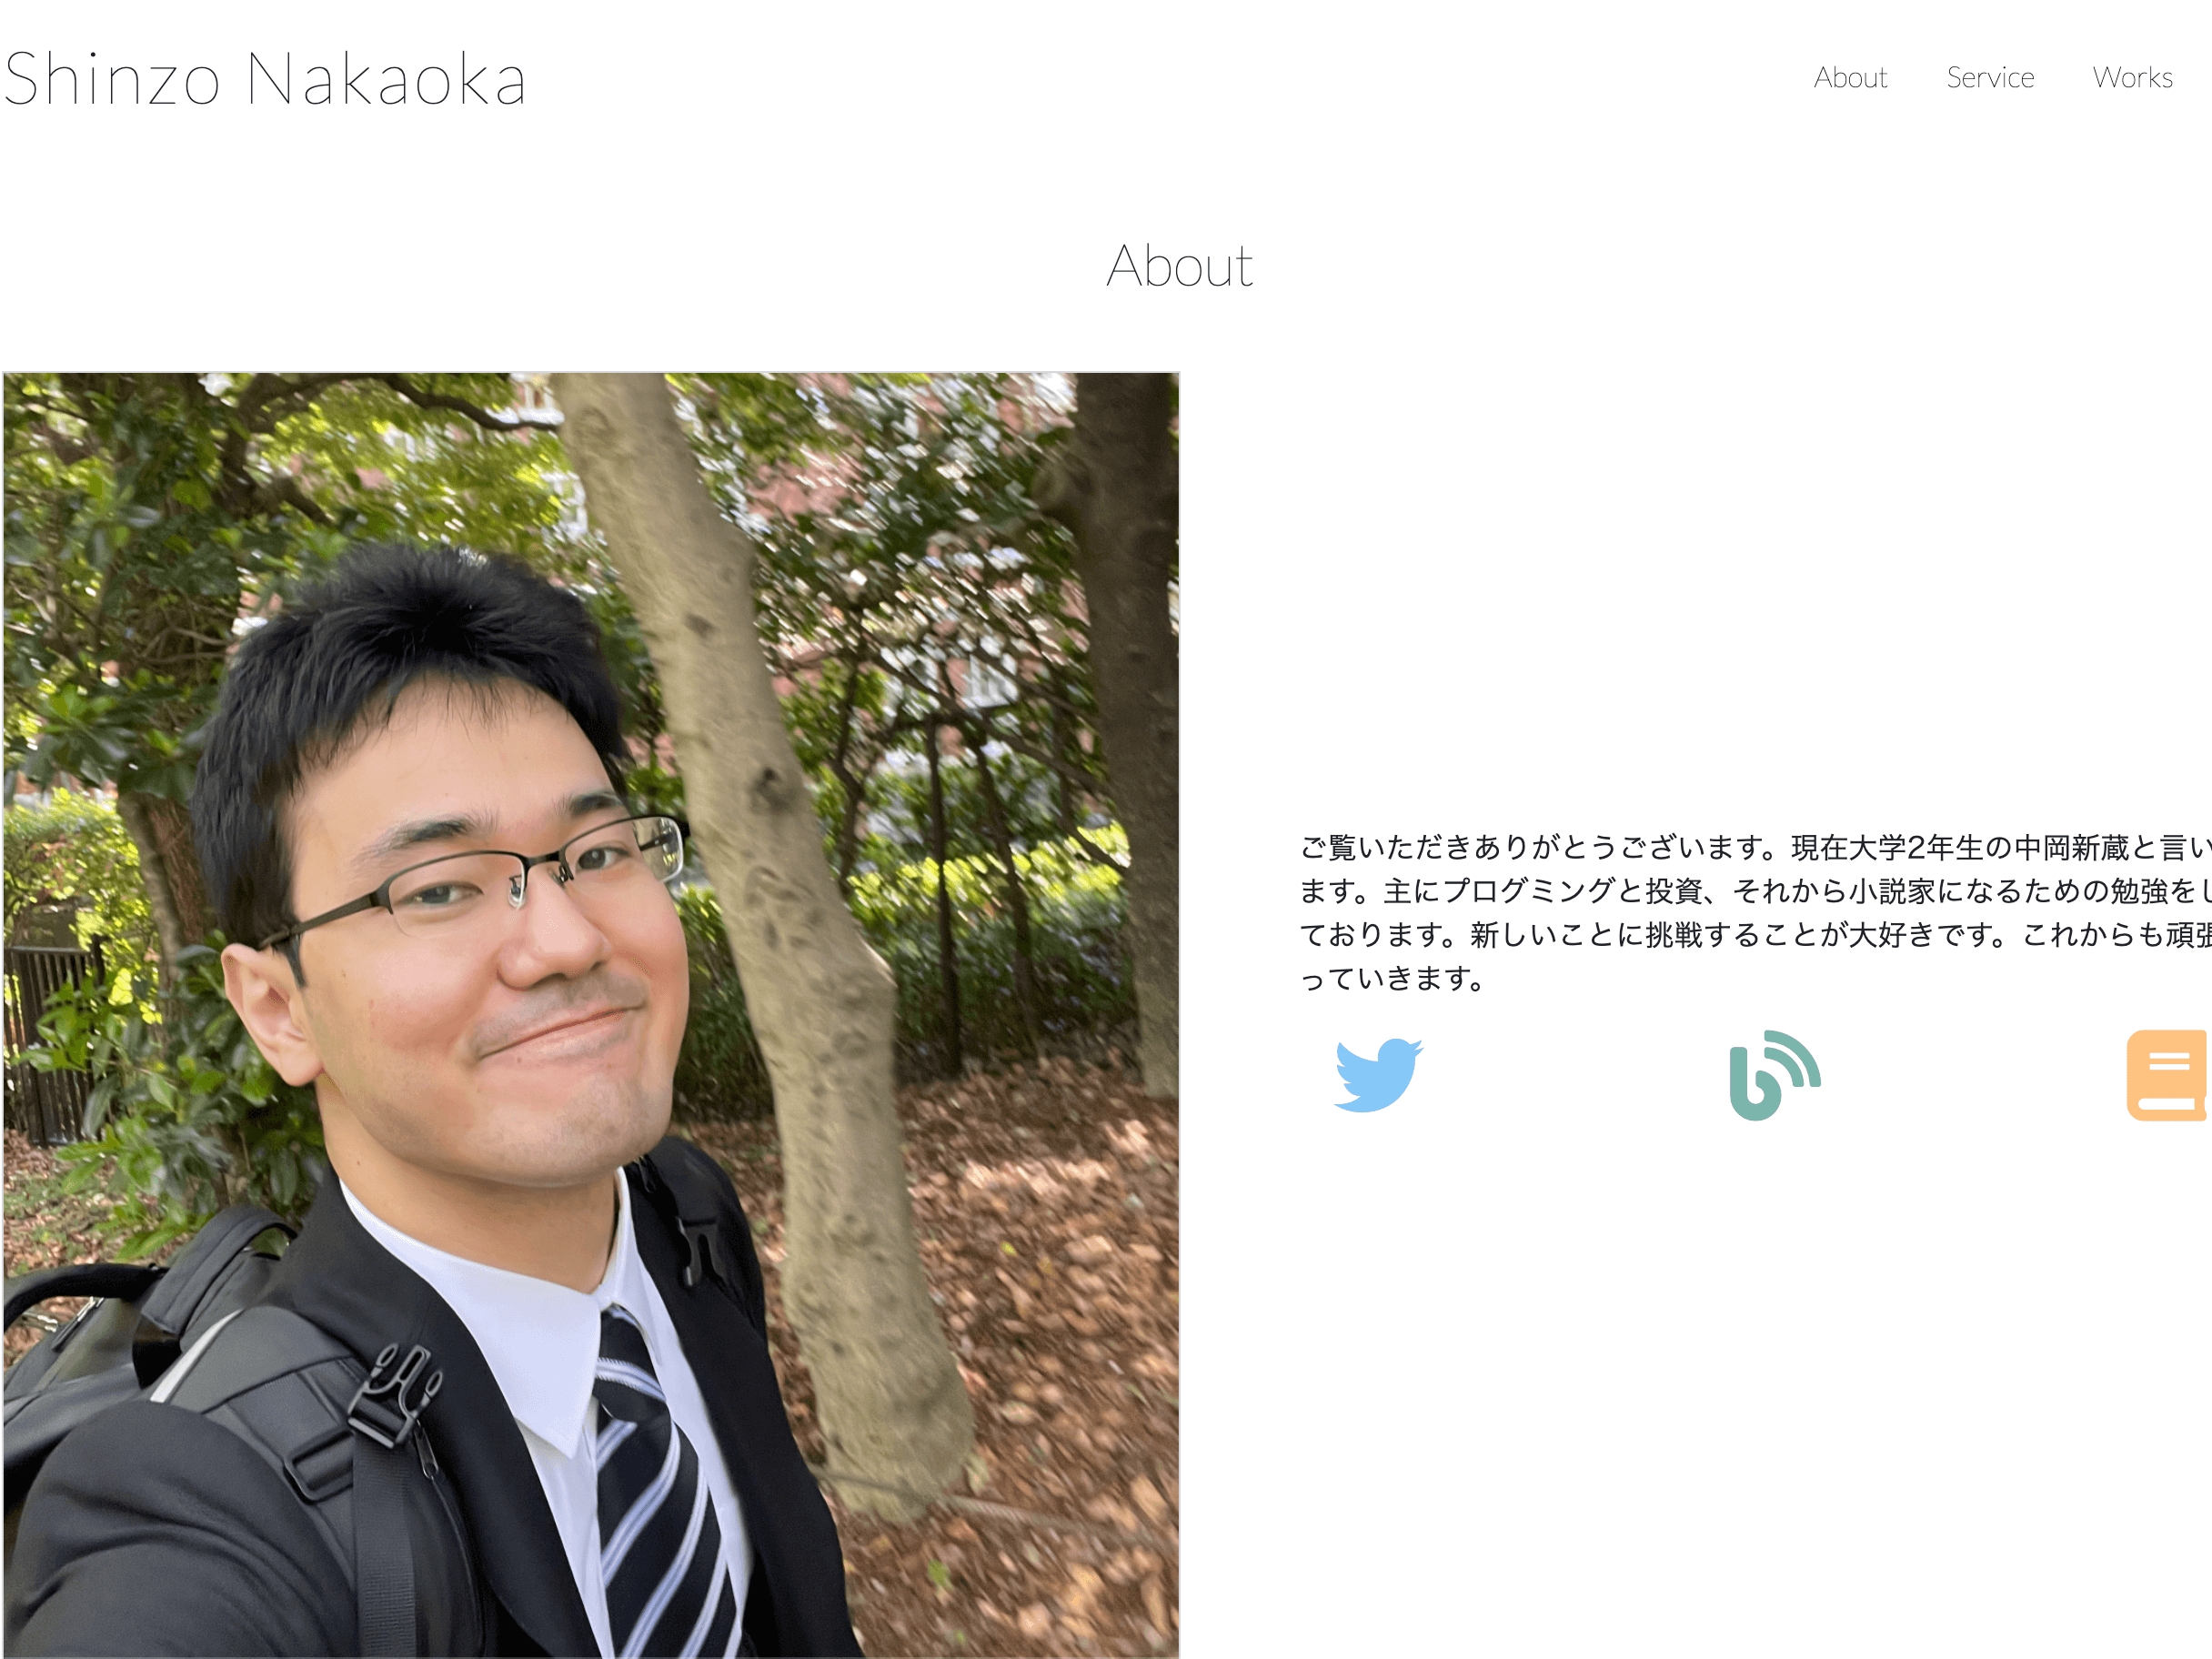 Shinzo Nakaoka
About Service Works
About
ご覧いただきありがとうございます。現在大学2年生の中岡新蔵と言い
ます。主にプログミングと投資、それから小説家になるための勉強をし
ております。新しいことに挑戦することが大好きです。これからも頑張
っていきます。